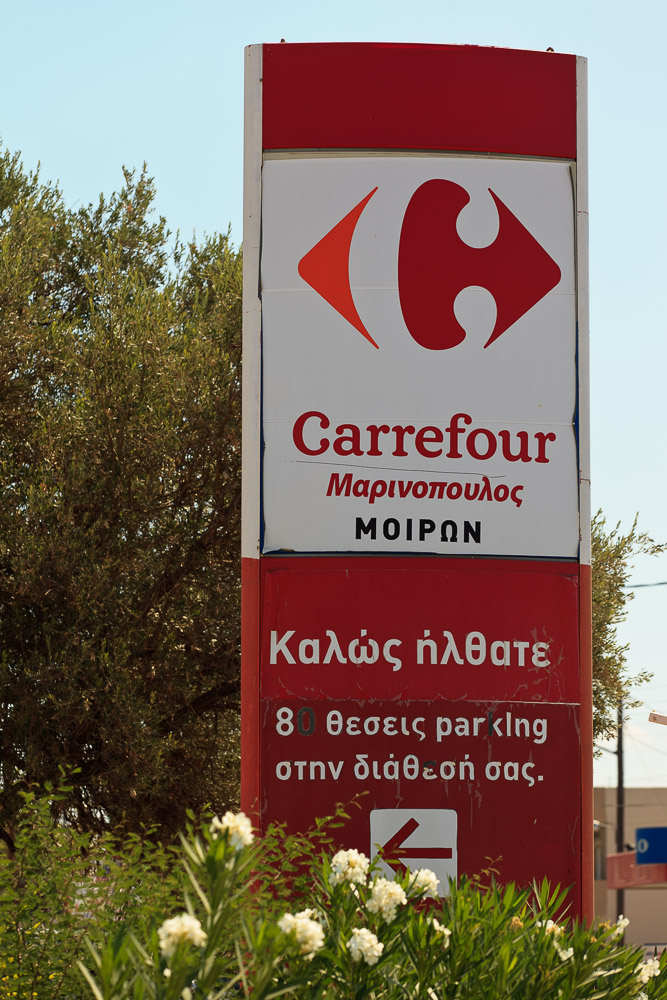 Carrefour
Μαρινοπουλος
ΜΟΙΡΩΝ
Καλώς ήλθατε
80 θεσεις parkIng
στην διάθεσή σας.